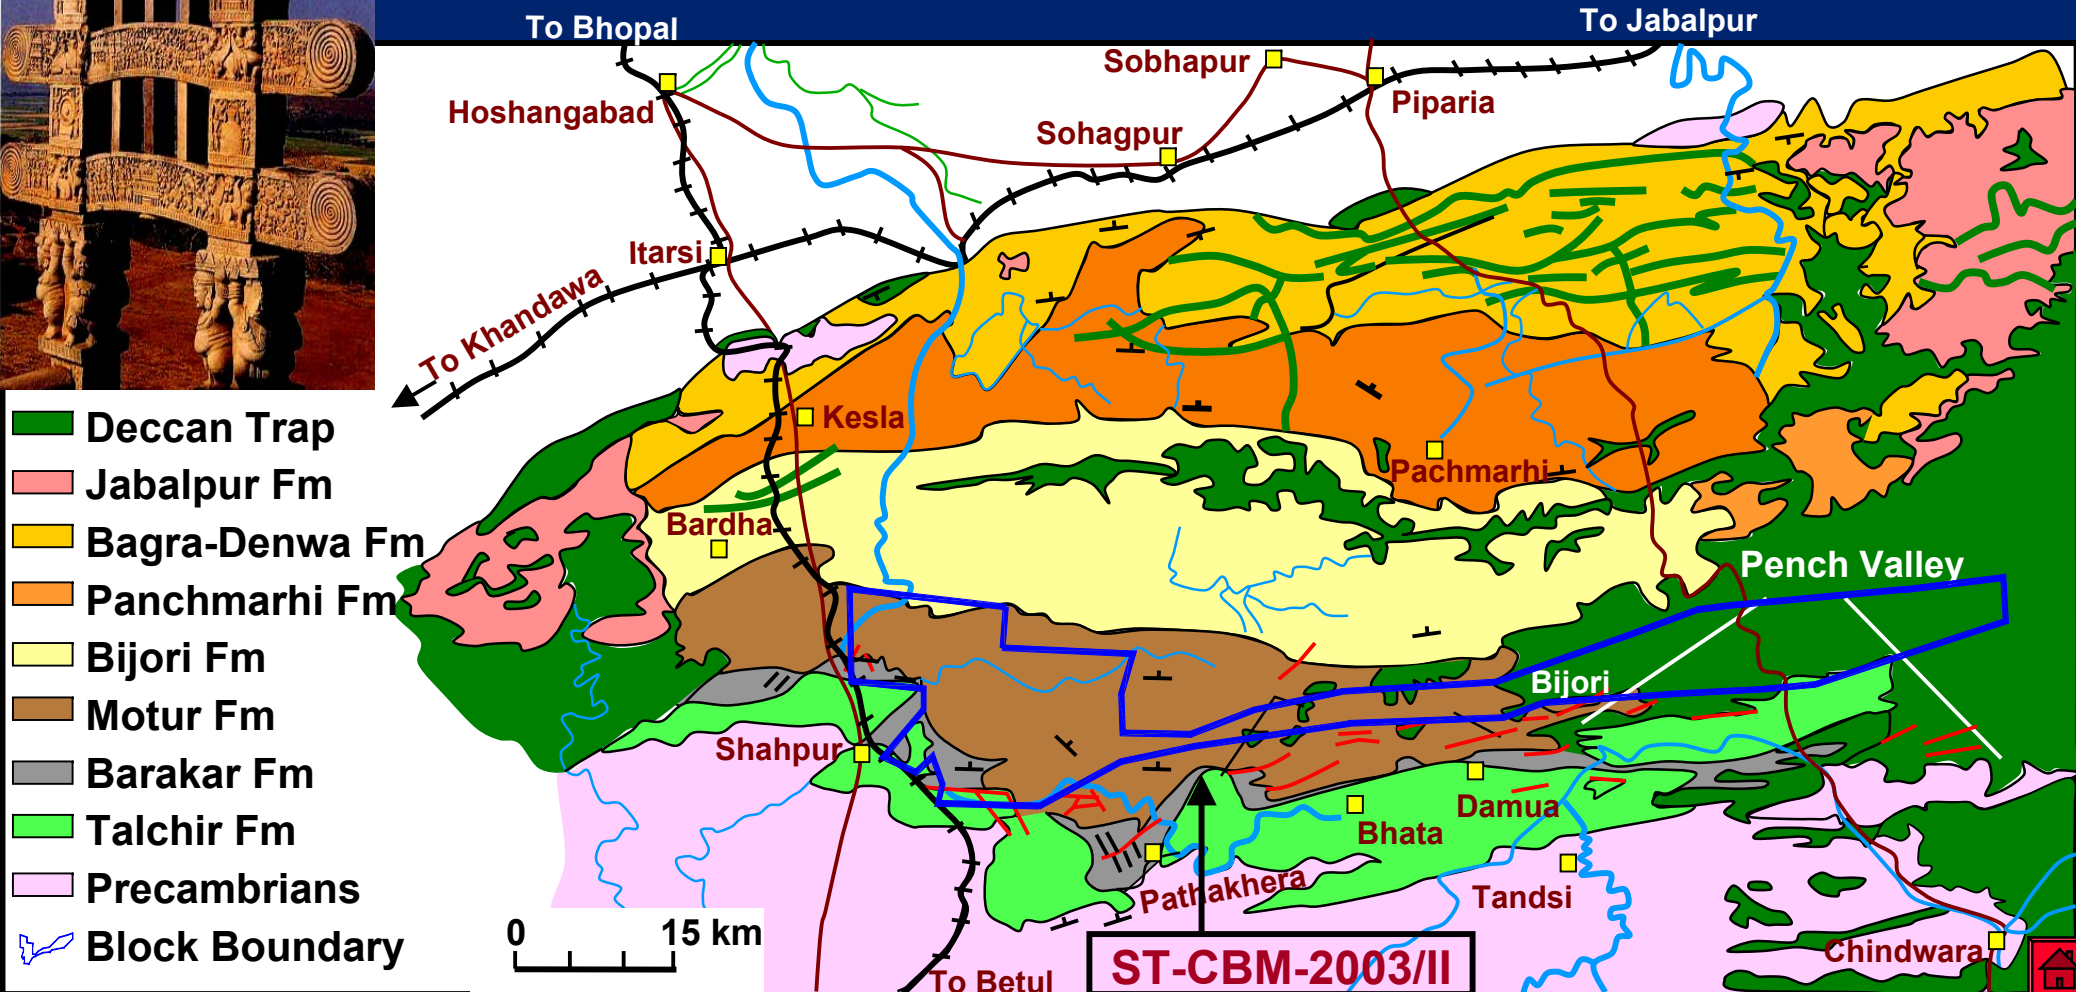 To Bhopal
To Jabalpur
Sobhapur
Hoshangabad
Piparia
Sohagpur
Itarsi
To Khandawa
Kesla
Pachmarhi
Bardha
Pench Valley
Bijori
Shahpur
Damua
Bhata
Pathakhera
Tandsi
Chindwara
To Betul
ST-CBM-2003/II
Deccan Trap
Jabalpur Fm
Bagra-Denwa Fm
Panchmarhi Fm
Bijori Fm
Motur Fm
Barakar Fm
Talchir Fm
Precambrians
Block Boundary
0 15 km